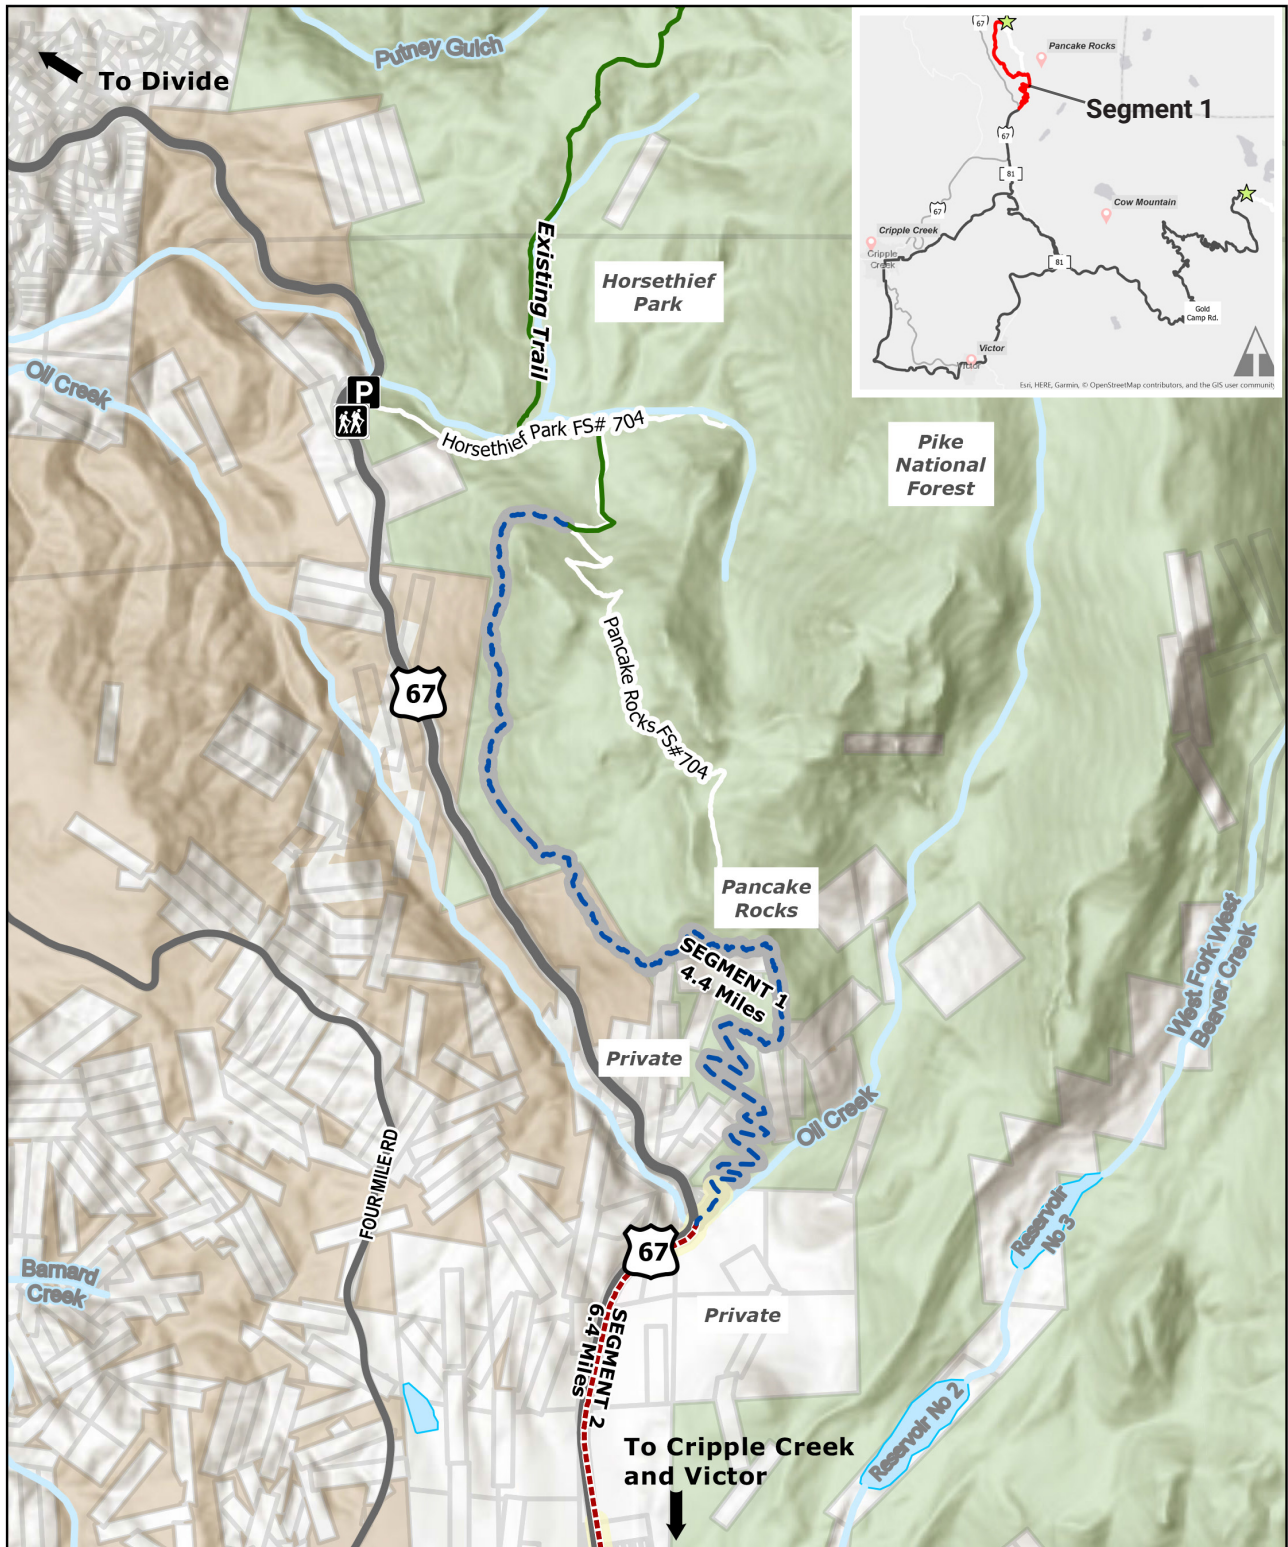 Putney Gulch
To Divide
67
Pancake Rocks
Segment 1
67
81
Cow Mountain
67
Cripple Creek
Cripple
Creek
81
Gold
Camp Rd.
Victor
Victor
Esri, HERE, Garmin, © OpenStreetMap contributors, and the GIS user community
Existing Trail
Horsethief
Park
Oil Creek
P
Horsethief Park FS# 704
Pike
National
Forest
67
Pancake Rocks FS#704
Pancake
Rocks
SEGMENT 1
4.4 Miles
West Fork West
Beaver Creek
Private
Oil Creek
FOUR MILE RD
Reservoir
No 3
67
Barnard
Creek
Private
SEGMENT 2
6.4 Miles
Reservoir No 2
To Cripple Creek
and Victor